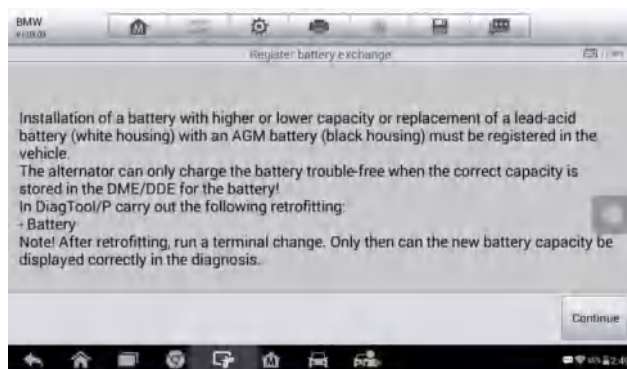 BMW
Register battery exchange
Installation of a battery with higher or lower capacity or replacement of a lead-acid
battery (white housing) with an AGM battery (black housing) must be registered in the
vehicle.
The alternator can only charge the battery trouble-free when the correct capacity is
stored in the DME/DDE for the battery!
In DiagTool/P carry out the following retrofitting:
- Battery
Note! After retrofitting, run a terminal change. Only then can the new battery capacity be
displayed correctly in the diagnosis.
Continue